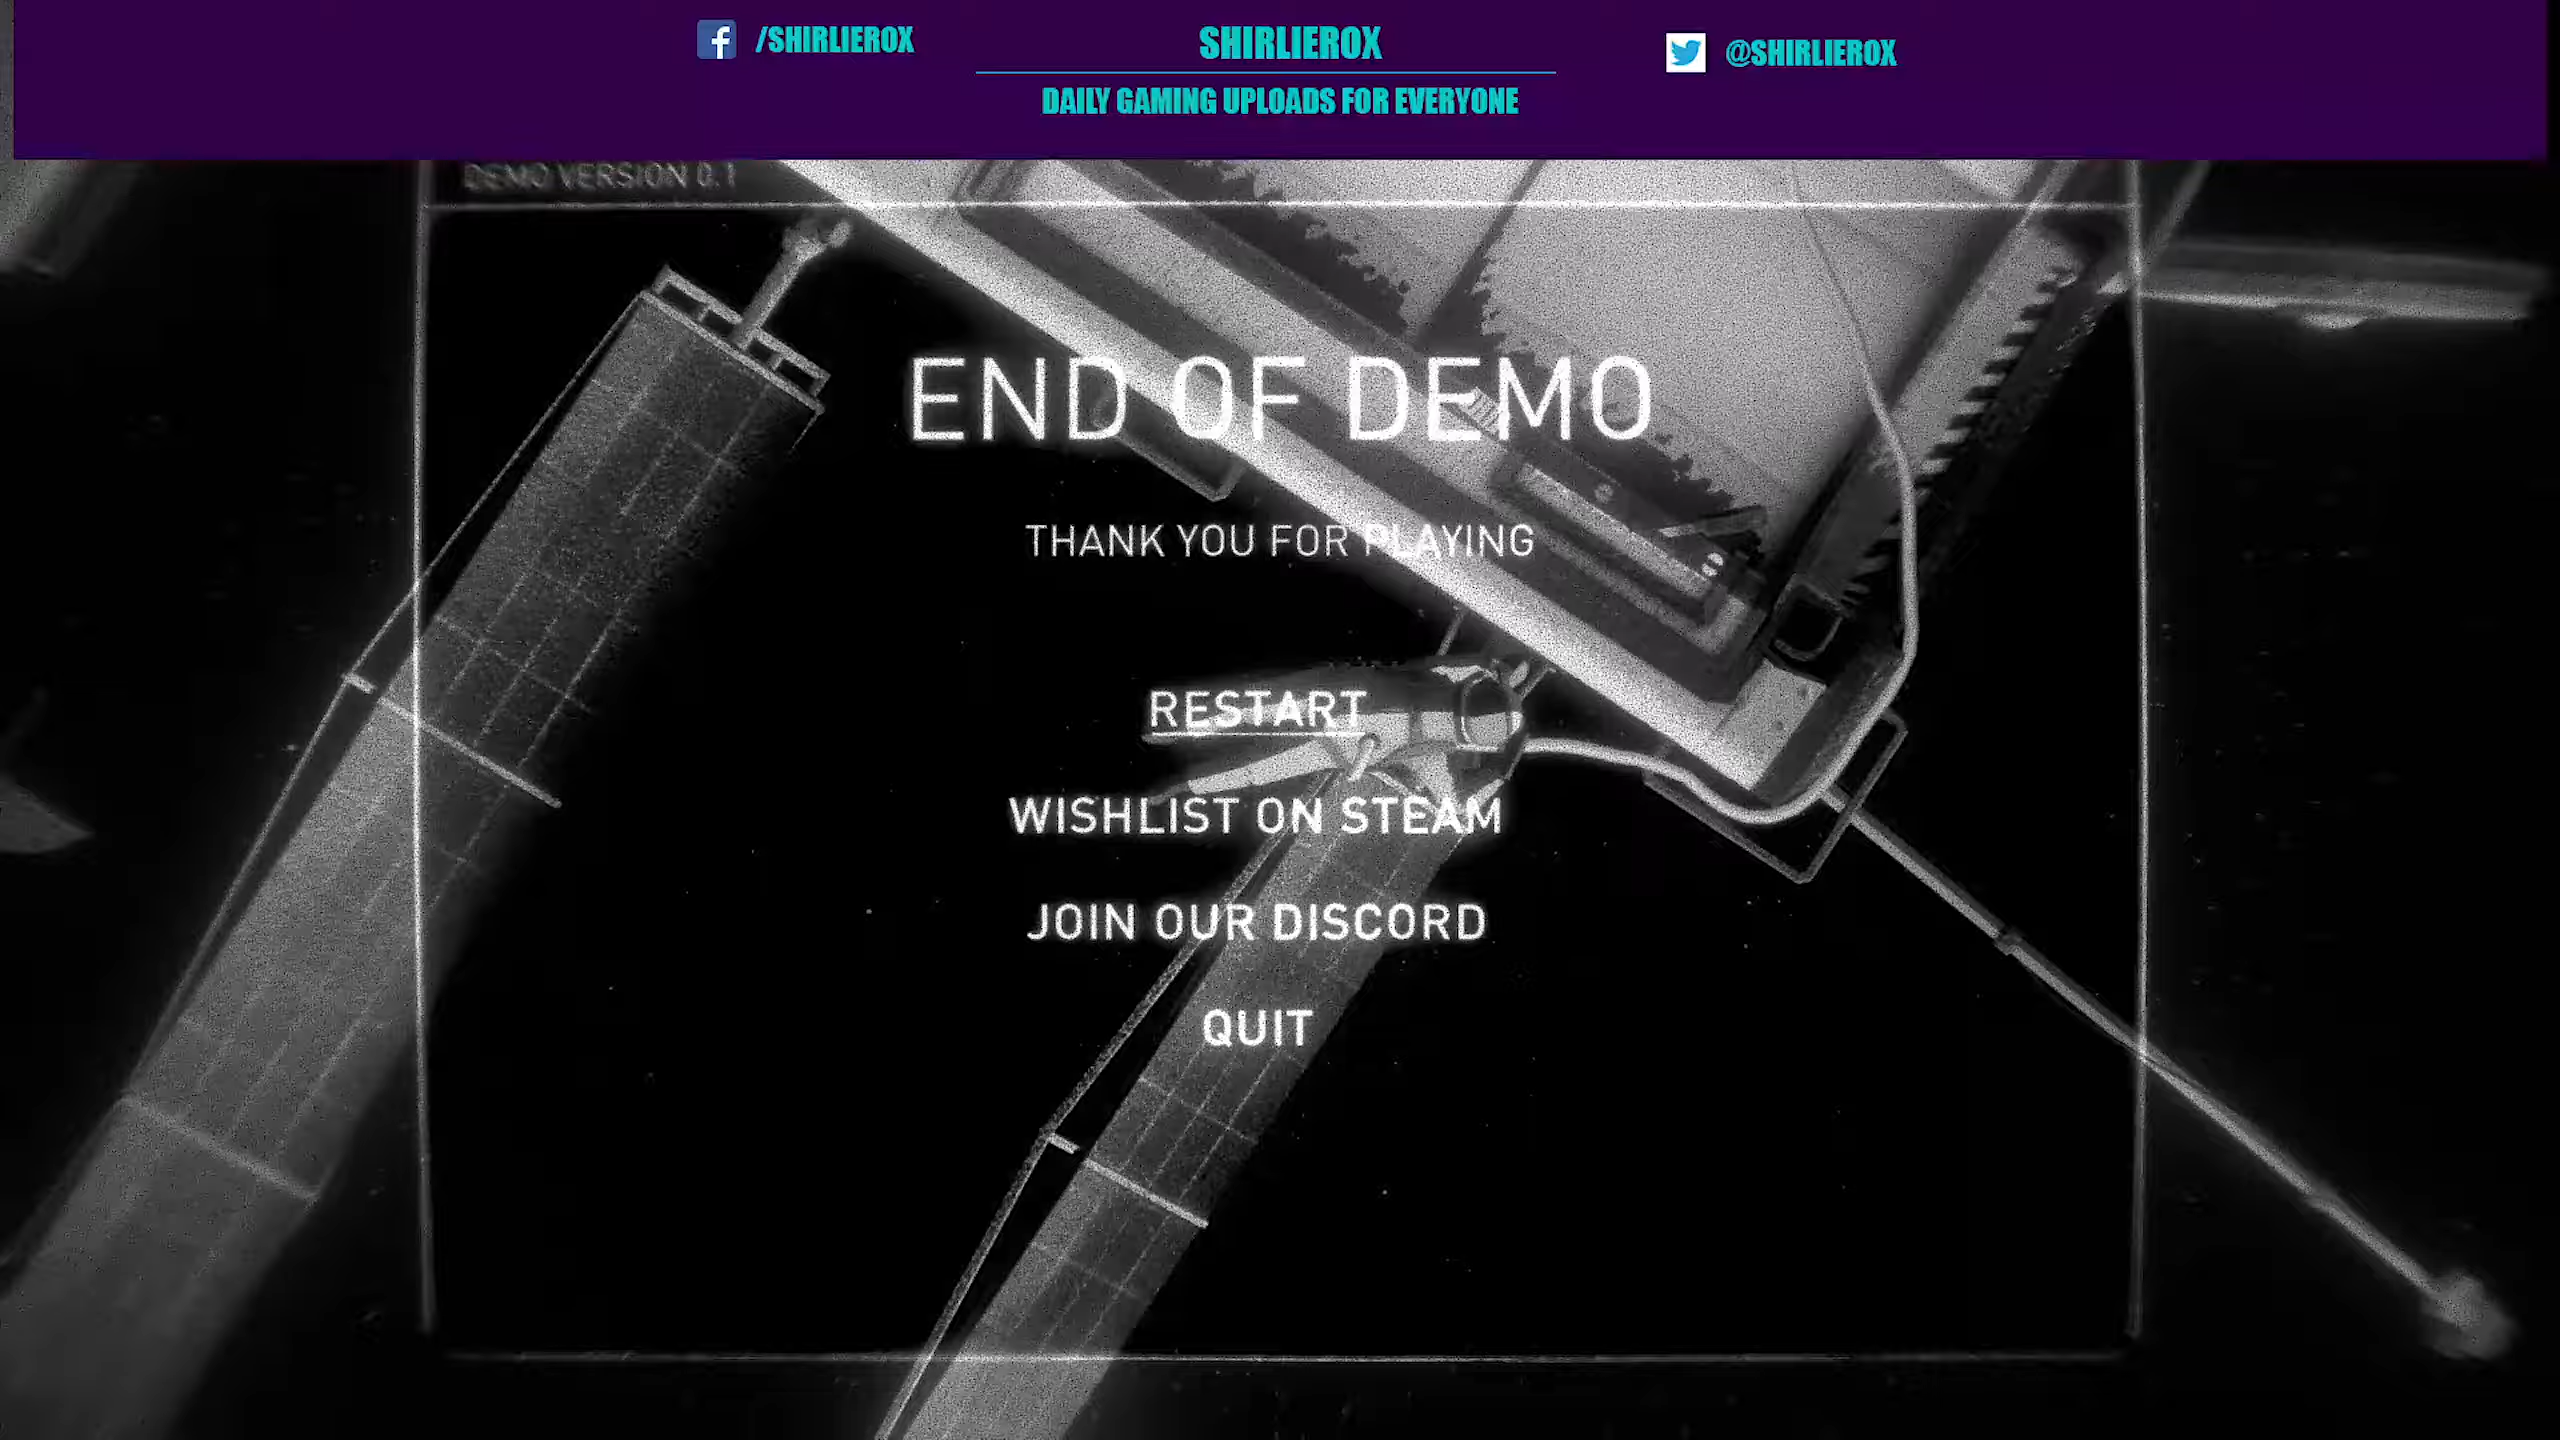 /SHIRLIEROX
SHIRLIEROX
@SHIRLIEROX
DAILY GAMING UPLOADS FOR EVERYONE
DEMO VERSION 0.1
END OF DEMO
THANK YOU FOR PLAYING
RESTART
WISHLIST ON STEAM
JOIN OUR DISCORD
QUIT